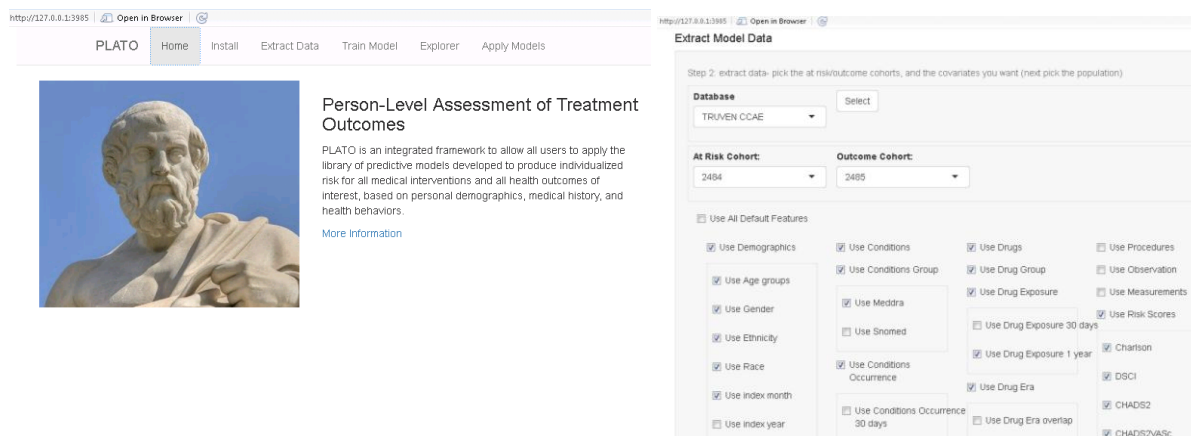 http://127.0.0.1:3985 Open in Browser
PLATO Home Install Extract Data Train Model Explorer Apply Models
Person-Level Assessment of Treatment
Outcomes
PLATO is an integrated framework to allow all users to apply the
library of predictive models developed to produce individualized
risk for all medical interventions and all health outcomes of
interest, based on personal demographics, medical history, and
health behaviors.
More Information
http://127.0.0.1:3985 Open in Browser
Extract Model Data
Step 2: extract data- pick the at risk/outcome cohorts, and the covariates you want (next pick the population)
Database
Select
TRUVEN CCAE
At Risk Cohort: Outcome Cohort:
2484 2485
Use All Default Features
Use Demographics Use Conditions Use Drugs Use Procedures
Use Conditions Group Use Drug Group Use Observation
Use Age groups
Use Drug Exposure Use Measurements
Use Meddra
Use Gender
Use Risk Scores
Use Drug Exposure 30 days
Use Snomed
Use Ethnicity
Charlson
Use Drug Exposure 1 year
Use Race Use Conditions
Occurrence
DSCI
Use Drug Era
Use index month
CHADS2
Use Conditions Occurrence
30 days
Use Drug Era overlap
Use index year
CHADS2VASc